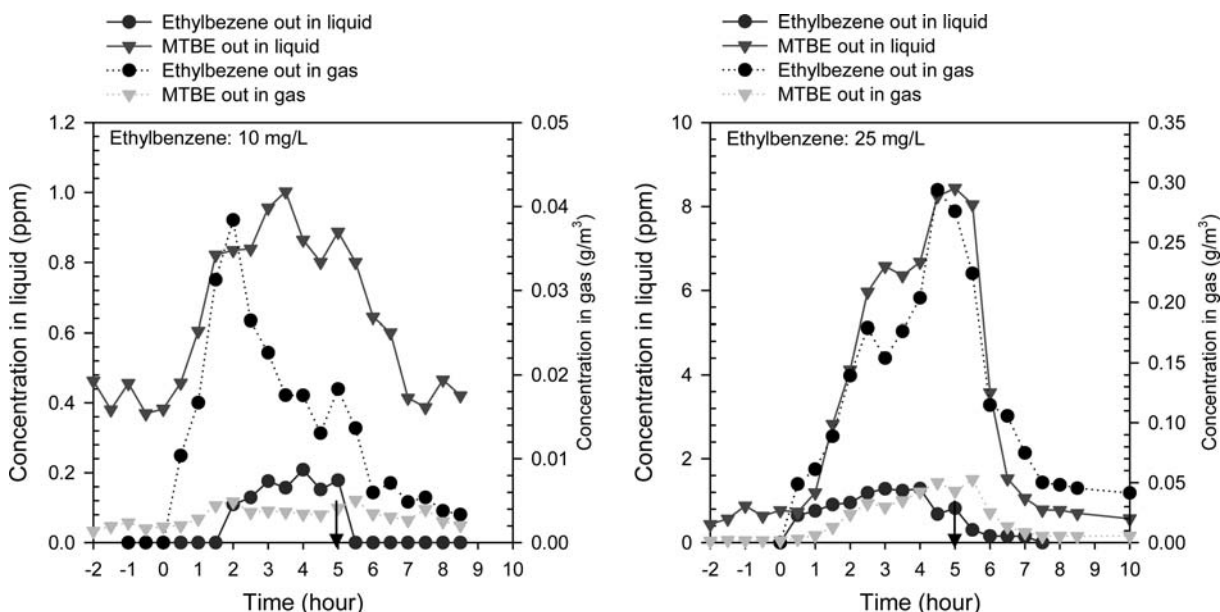 Ethylbezene out in liquid
MTBE out in liquid
Ethylbezene out in gas
MTBE out in gas
Ethylbenzene: 10 mg/L
1.2
1.0
0.8
0.6
0.4
0.2
0.0
Concentration in liquid (ppm)
0.05
0.04
0.03
0.02
0.01
0.00
Concentration in gas (g/m³)
-2 -1 0 1 2 3 4 5 6 7 8 9 10
Time (hour)
Ethylbezene out in liquid
MTBE out in liquid
Ethylbezene out in gas
MTBE out in gas
Ethylbenzene: 25 mg/L
10
8
6
4
2
0
Concentration in liquid (ppm)
0.35
0.30
0.25
0.20
0.15
0.10
0.05
0.00
Concentration in gas (g/m³)
-2 -1 0 1 2 3 4 5 6 7 8 9 10
Time (hour)